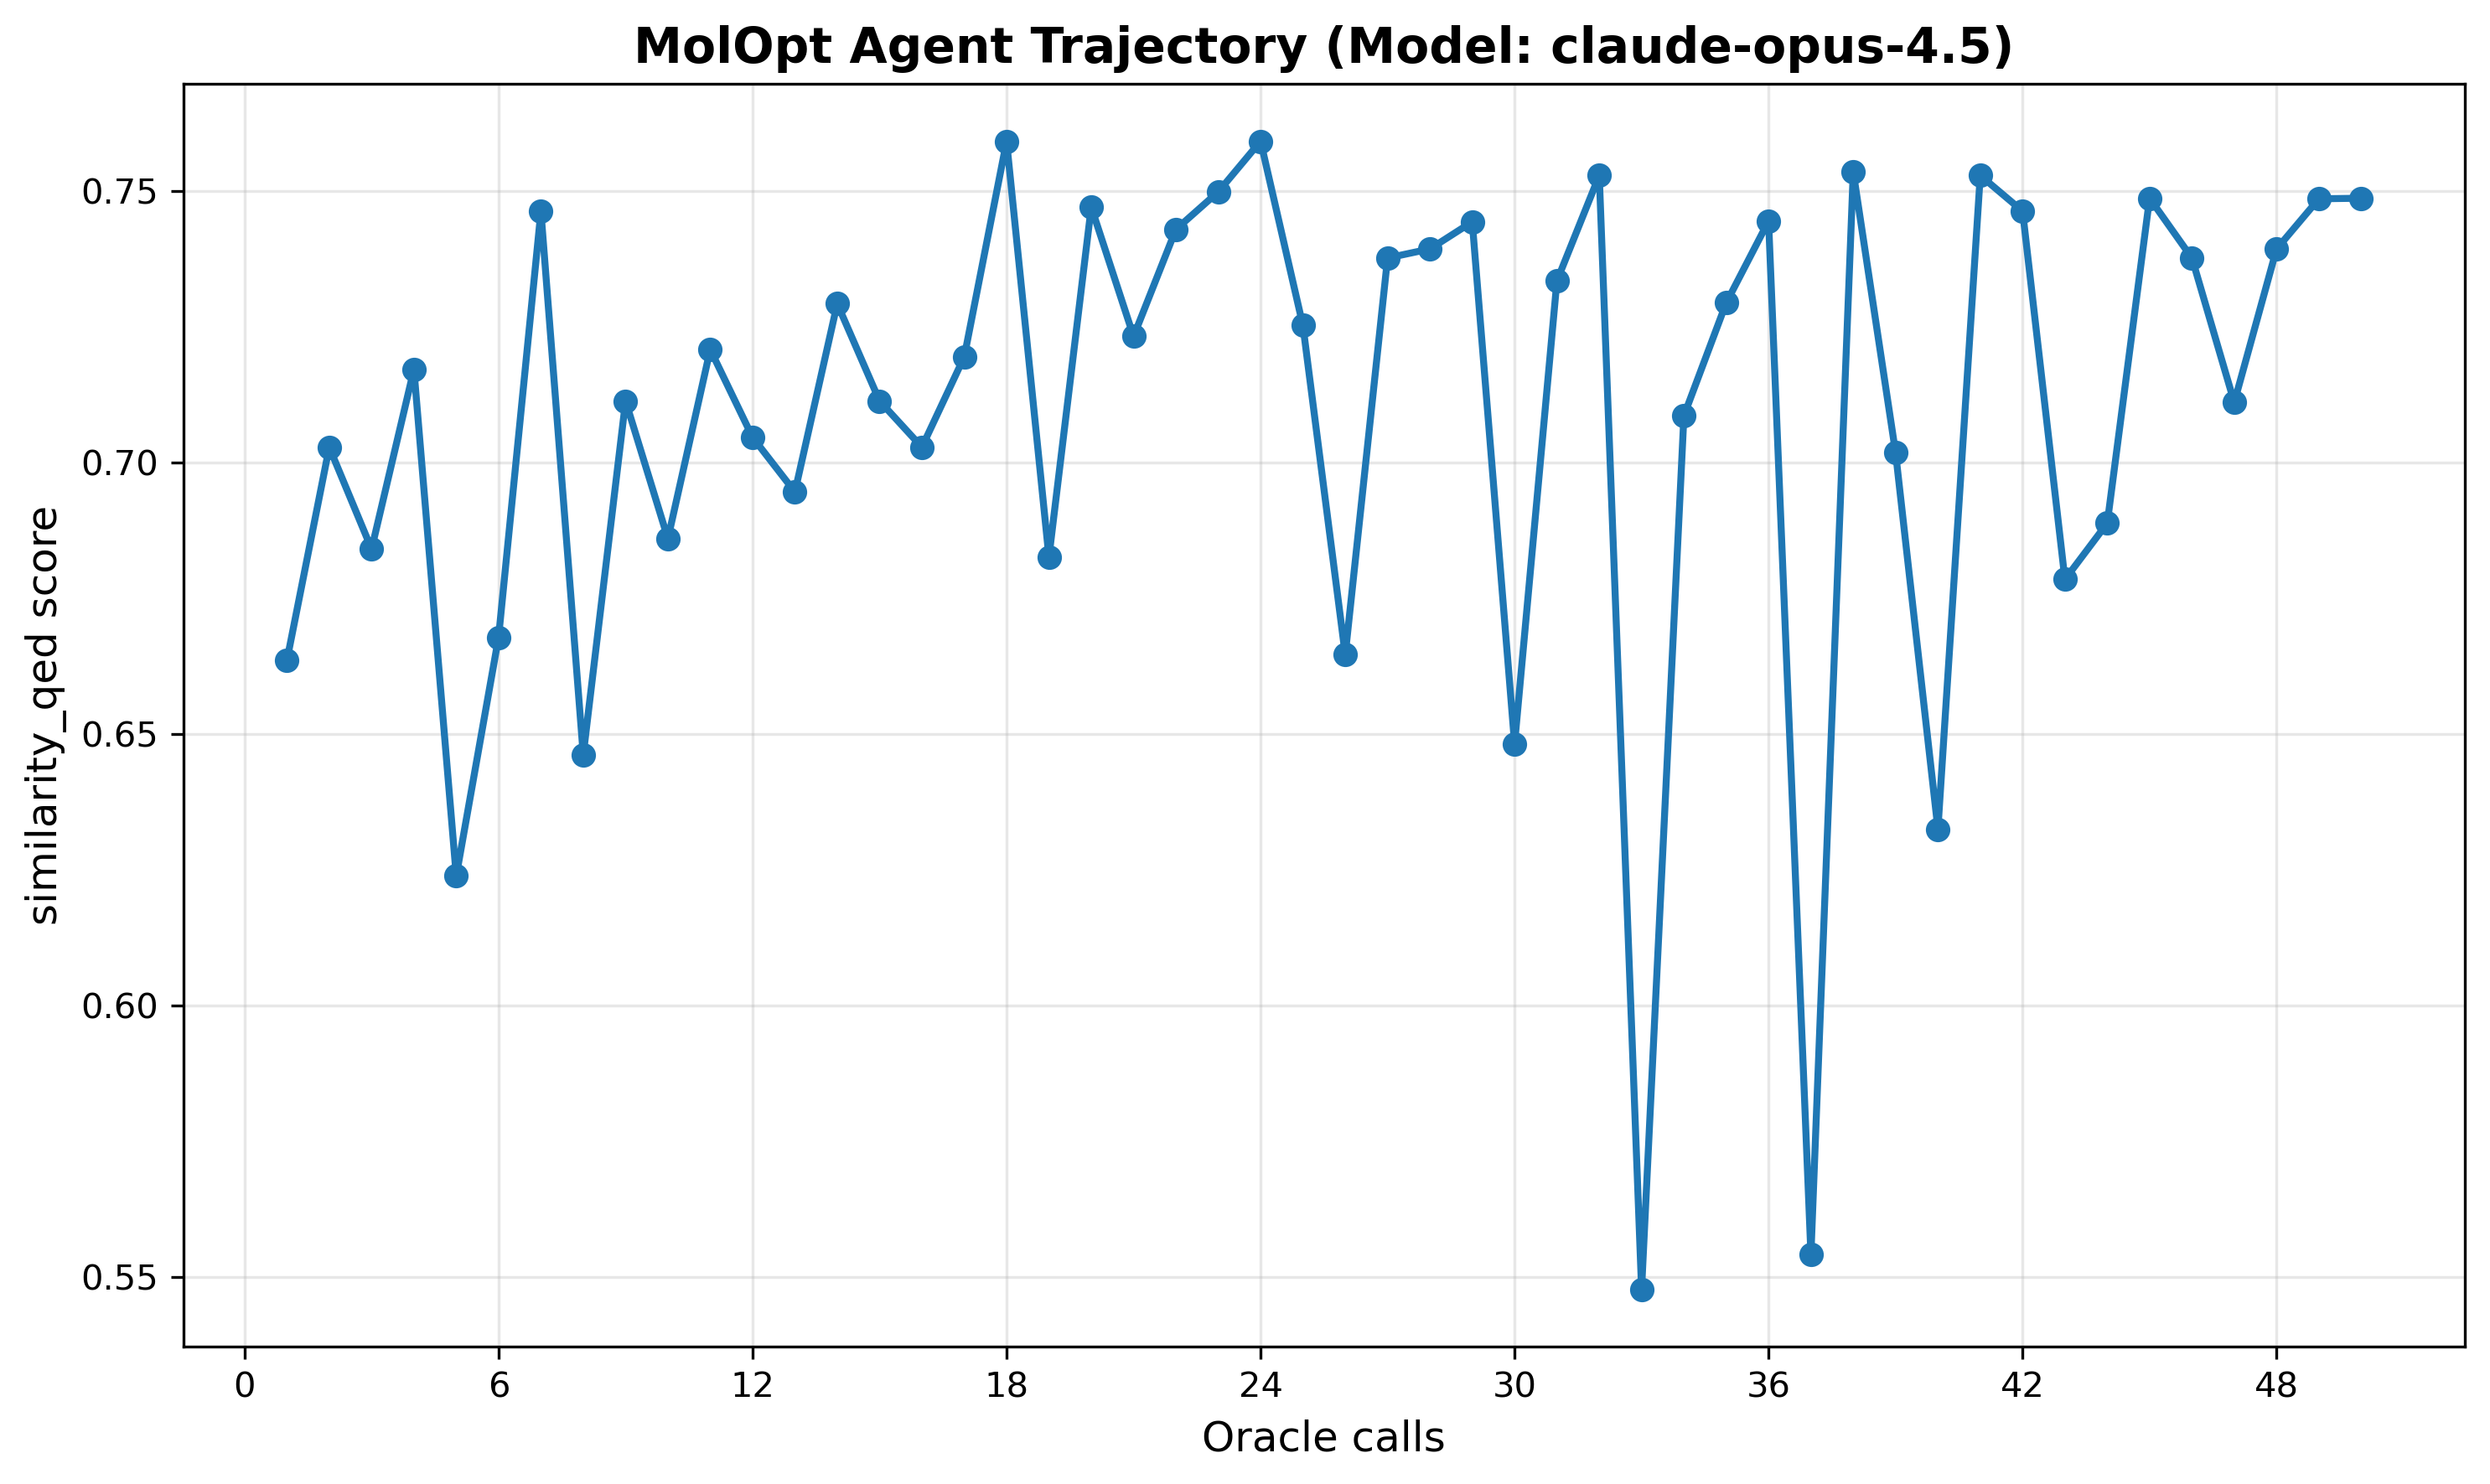 MolOpt Agent Trajectory (Model: claude-opus-4.5)
similarity_qed score
0.75
0.70
0.65
0.60
0.55
0 6 12 18 24 30 36 42 48
Oracle calls